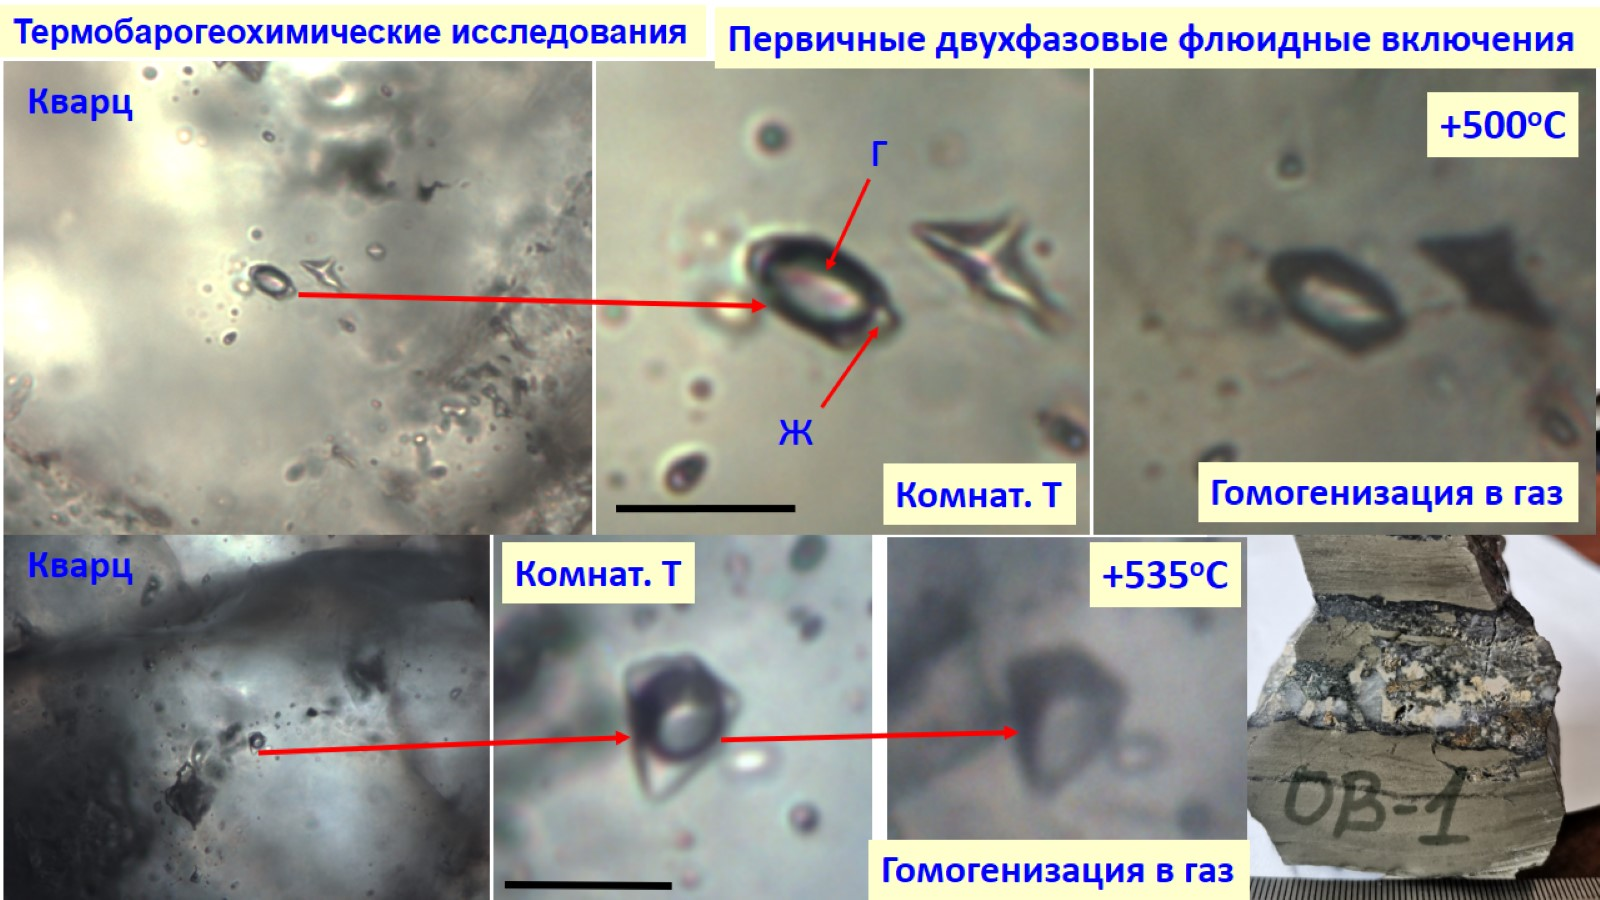 Термобарогеохимические исследования
Первичные двухфазовые флюидные включения
Кварц
Г
Ж
Комнат. Т
+500°С
Гомогенизация в газ
Кварц
Комнат. Т
+535°С
Гомогенизация в газ
ОВ-1